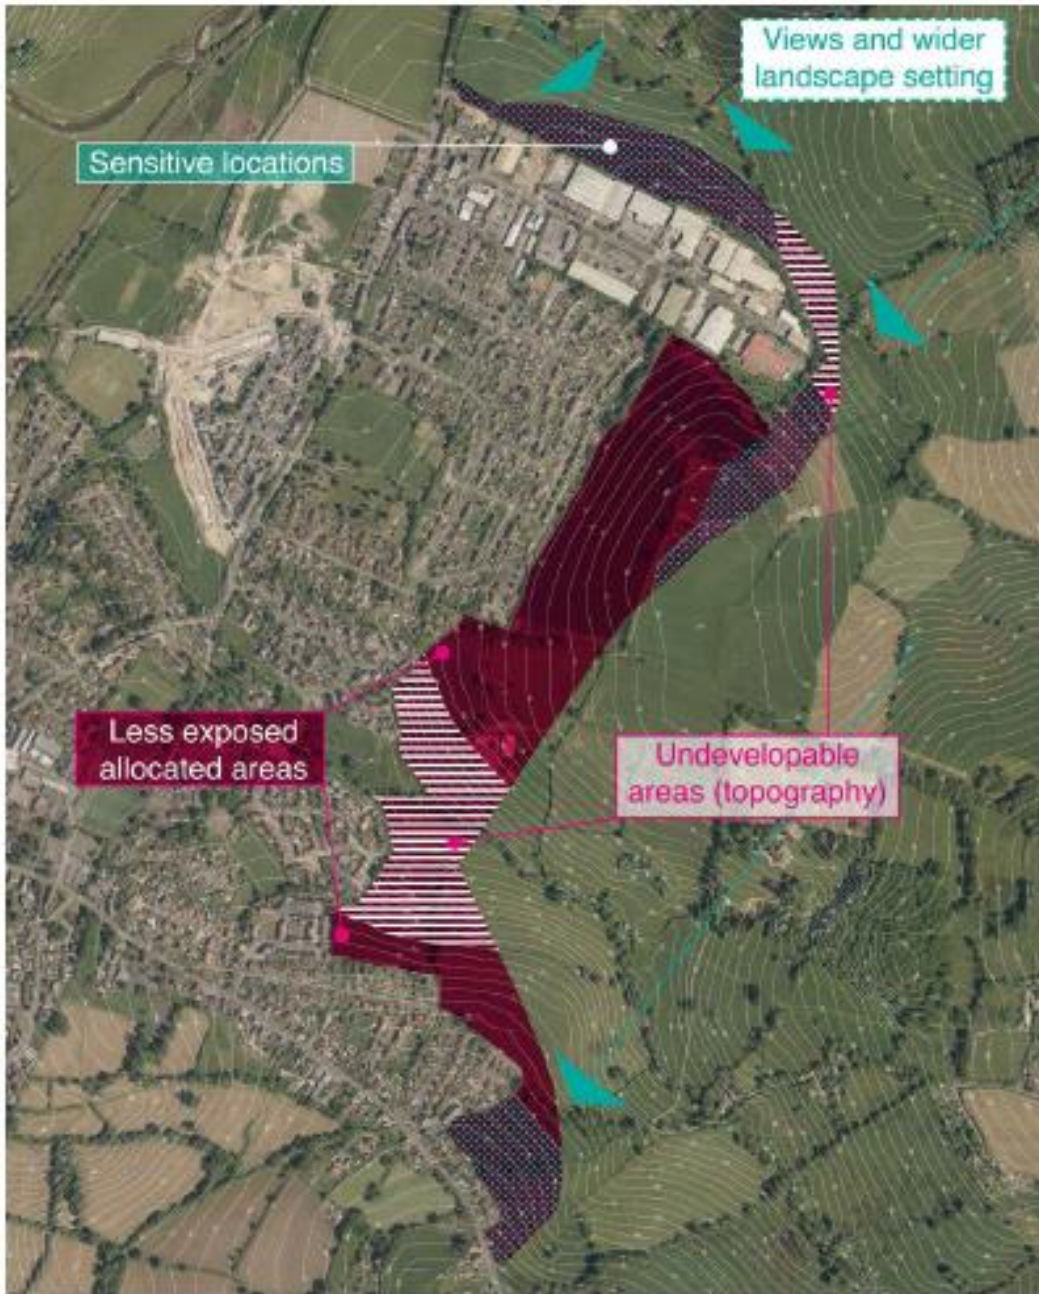 Views and wider
landscape setting
Sensitive locations
Less exposed
allocated areas
Undevelopable
areas (topography)